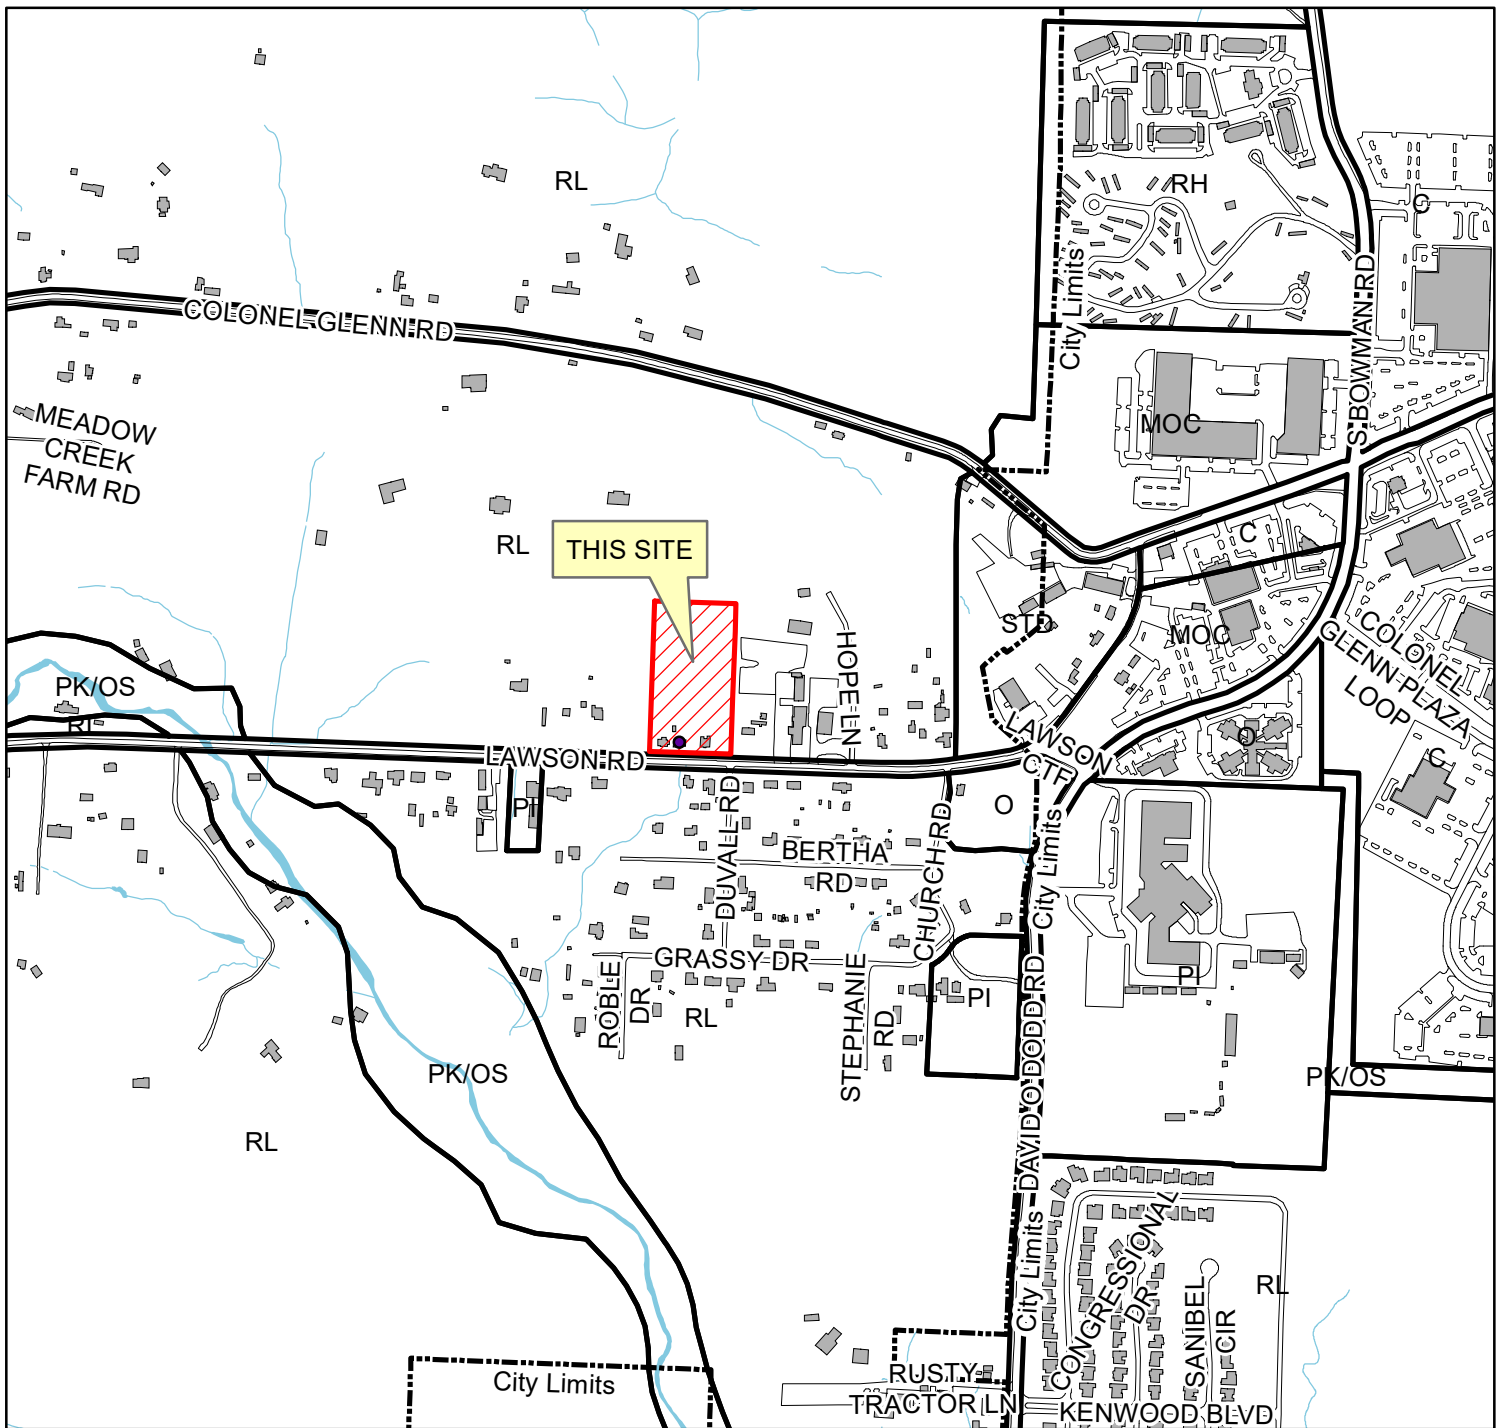 RL
RH
C
City Limits
S BOWMAN RD
COLONEL GLENN RD
MEADOW
CREEK
FARM RD
MOC
RL
THIS SITE
C
STD
MOC
HOPE LN
COLONEL
GLENN PLAZA
LOOP
PK/OS
RL
LAWSON RD
LAWSON
CTF
O
C
PI
DUVALL RD
O
CHURCH RD
City Limits
BERTHA
RD
GRASSY DR
ROBLE
DR
STEPHANIE
RD
RL
PI
PI
DAVID O DODD RD
PK/OS
PK/OS
RL
City Limits
CONGRESSIONAL
DR
SANIBEL
CIR
RL
City Limits
RUSTY
TRACTOR LN
KENWOOD BLVD